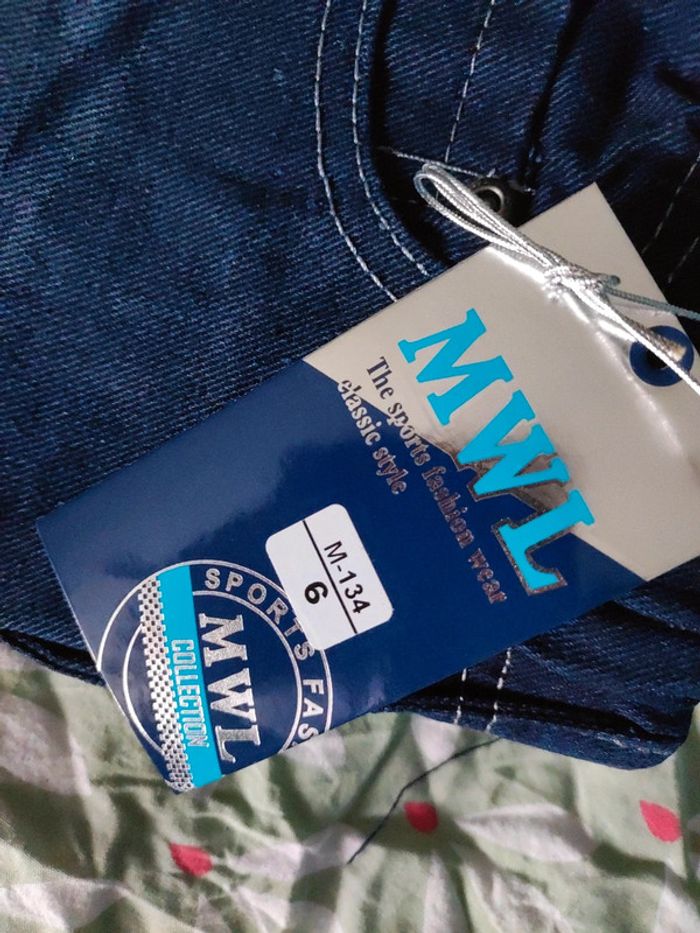 MWL
The sports fashion wear
classic style
M-134
6
SPORTS FAS
MWL
COLLECTION